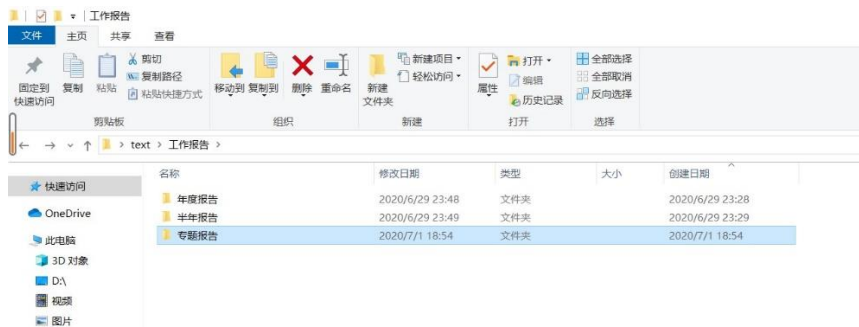 工作报告
文件 主页 共享 查看
固定到快速访问
复制
粘贴
剪切
复制路径
粘贴快捷方式
剪贴板
移动到 复制到 删除 重命名
组织
新建文件夹
新建项目
轻松访问
新建
属性
打开
编辑
历史记录
打开
全部选择
全部取消
反向选择
选择
text > 工作报告 >
名称 修改日期 类型 大小 创建日期
年度报告 2020/6/29 23:48 文件夹 2020/6/29 23:28
半年报告 2020/6/29 23:49 文件夹 2020/6/29 23:29
专题报告 2020/7/1 18:54 文件夹 2020/7/1 18:54
快速访问
OneDrive
此电脑
3D 对象
D:\
视频
图片